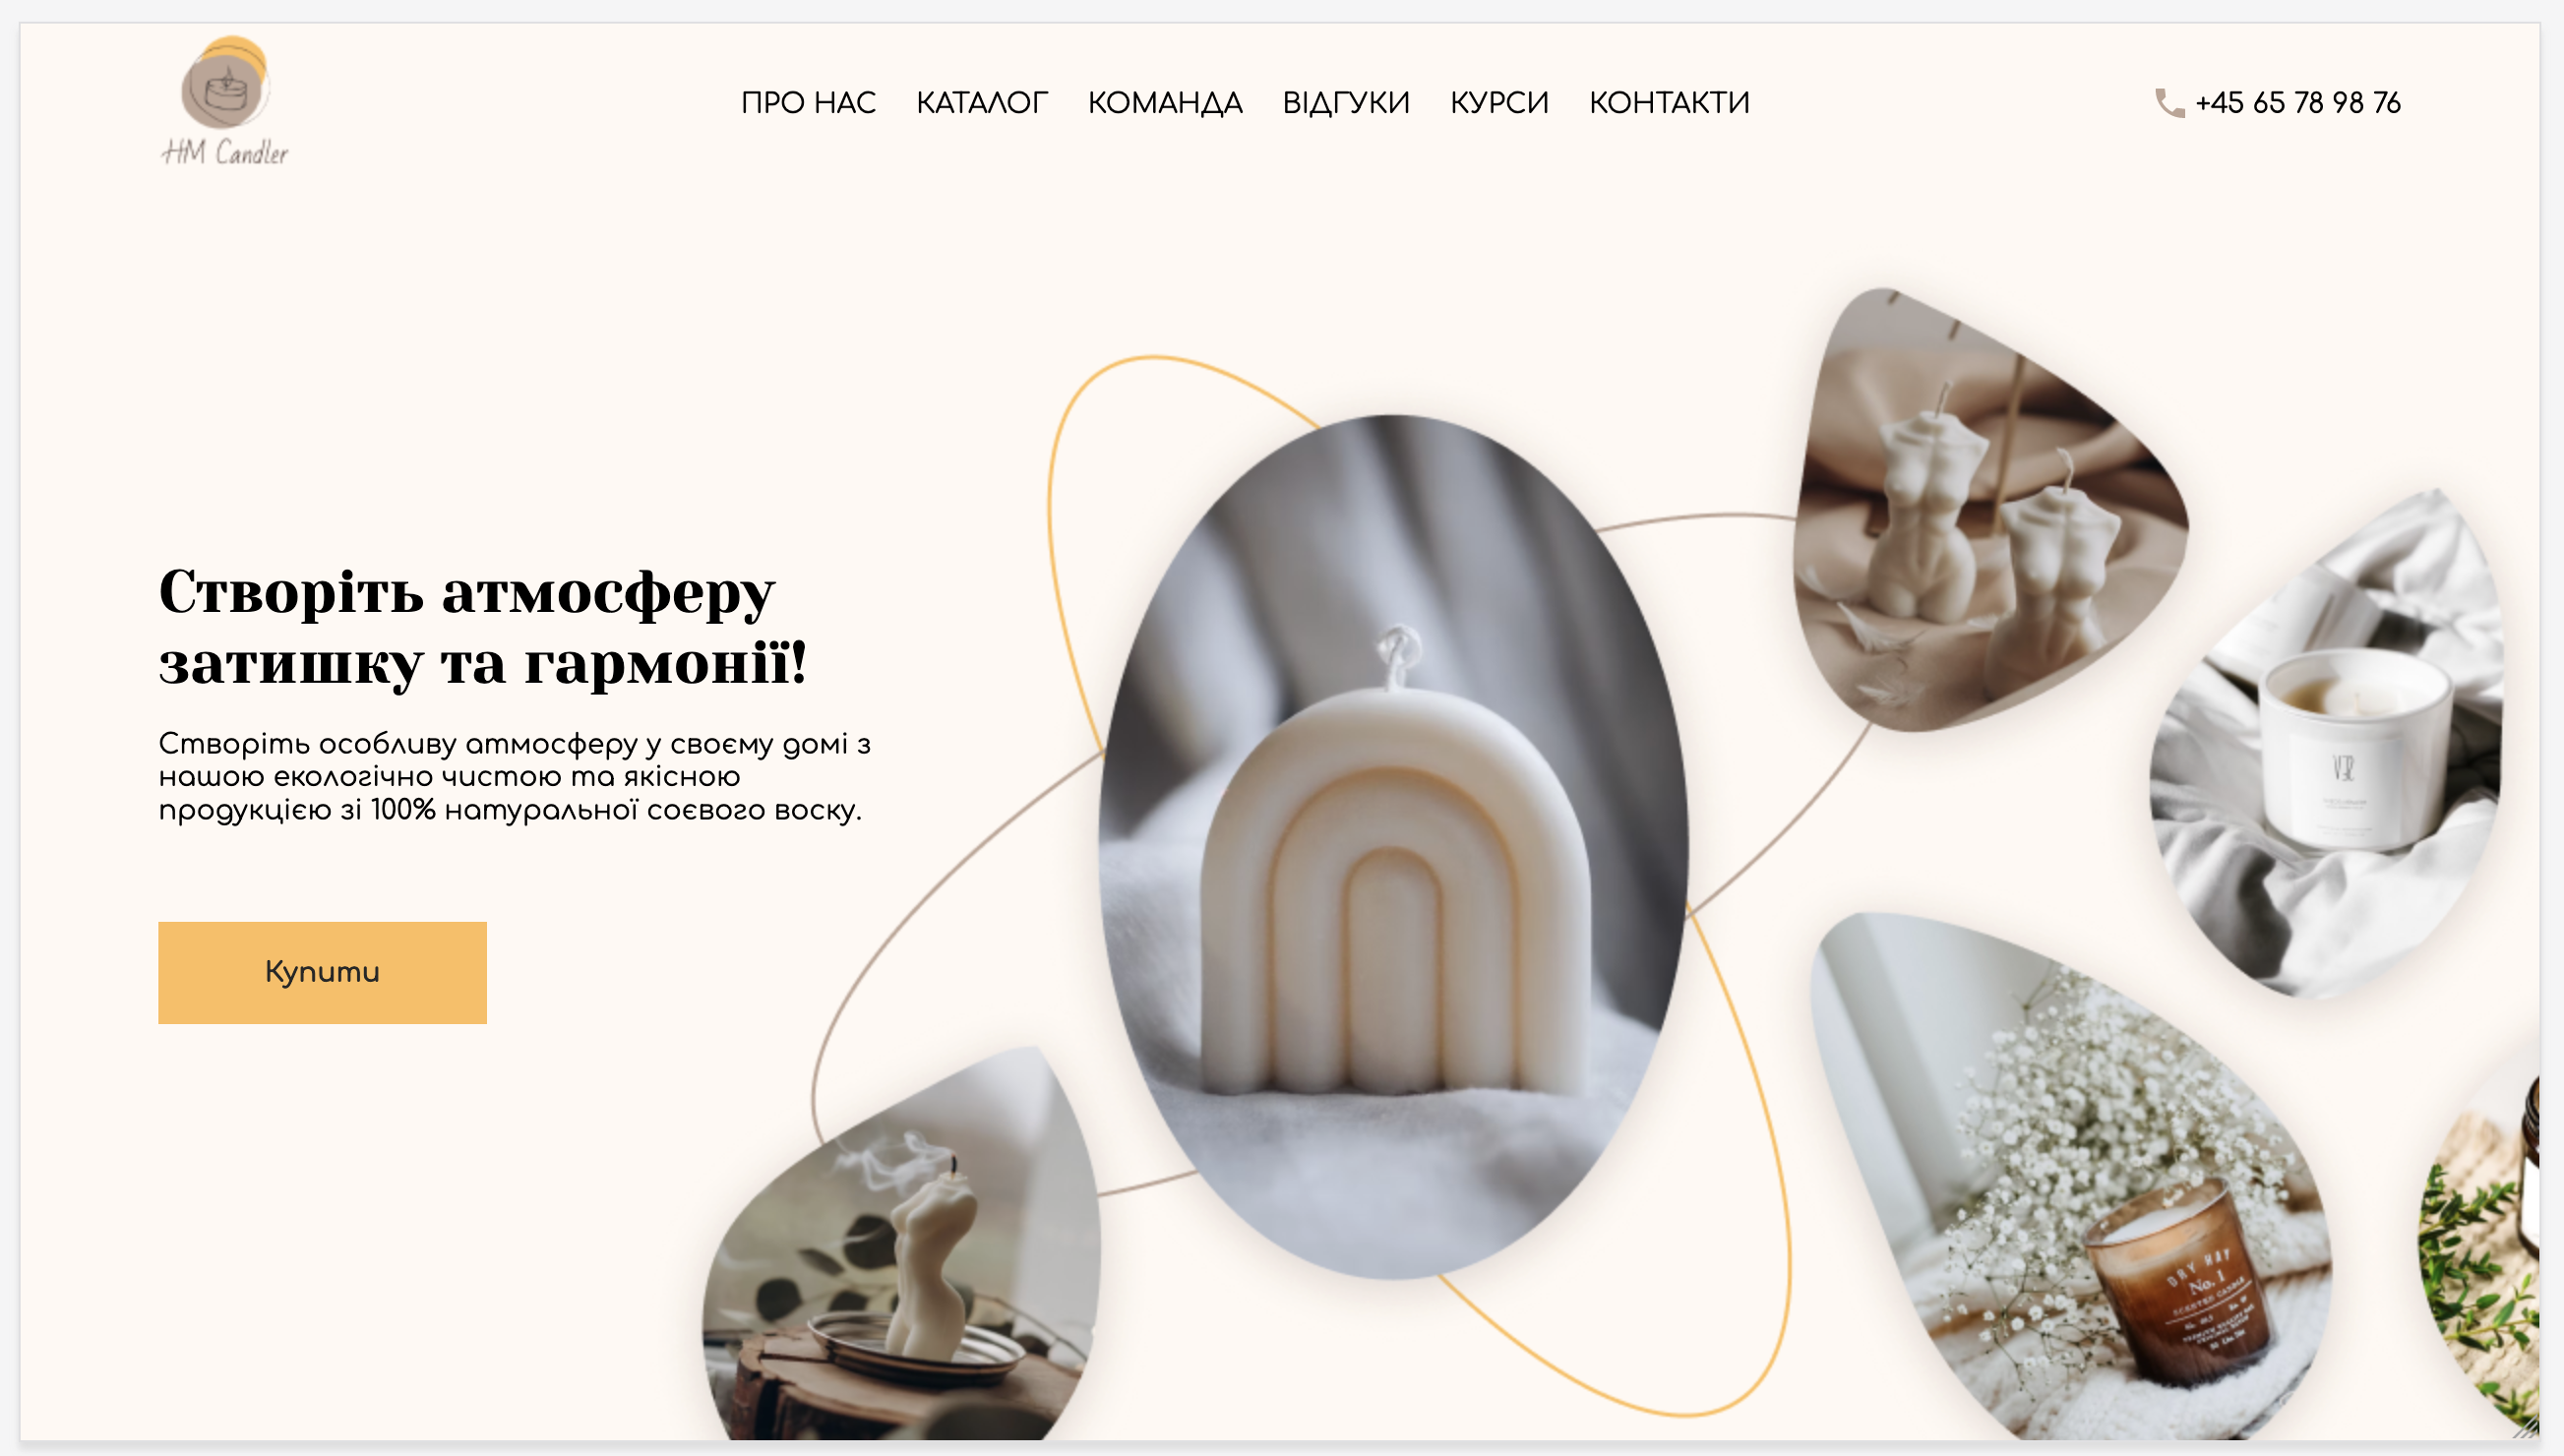 HM Candler
ПРО НАС
КАТАЛОГ
КОМАНДА
ВІДГУКИ
КУРСИ
КОНТАКТИ
+45 65 78 98 76
Створіть атмосферу
затишку та гармонії!
Створіть особливу атмосферу у своєму домі з
нашою екологічно чистою та якісною
продукцією зі 100% натуральної соєвого воску.
Купити
DRY HAY
No. 1
SCENTED CANDLE